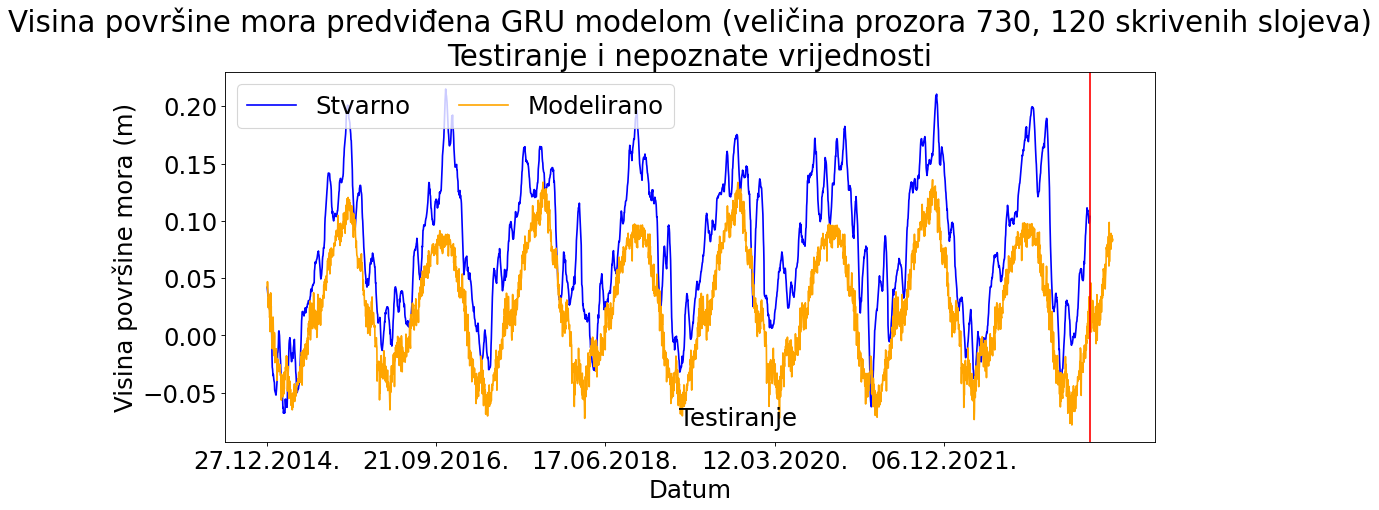 Visina površine mora predviđena GRU modelom (veličina prozora 730, 120 skrivenih slojeva)
Testiranje i nepoznate vrijednosti
Stvarno Modelirano
Visina površine mora (m)
0.20
0.15
0.10
0.05
0.00
−0.05
Testiranje
27.12.2014. 21.09.2016. 17.06.2018. 12.03.2020. 06.12.2021.
Datum